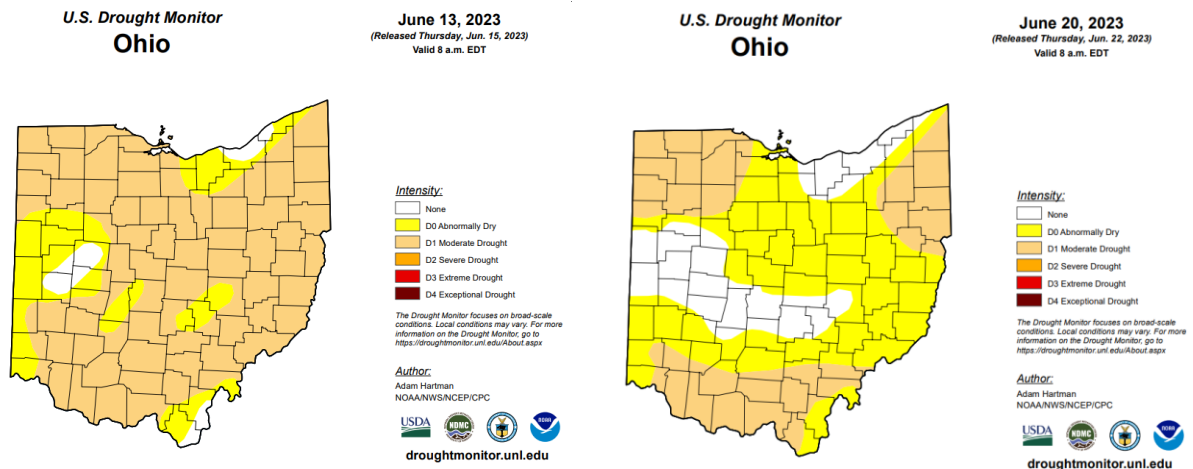 U.S. Drought Monitor
Ohio
June 13, 2023
(Released Thursday, Jun. 15, 2023)
Valid 8 a.m. EDT
Intensity:
None
D0 Abnormally Dry
D1 Moderate Drought
D2 Severe Drought
D3 Extreme Drought
D4 Exceptional Drought
The Drought Monitor focuses on broad-scale
conditions. Local conditions may vary. For more
information on the Drought Monitor, go to
https://droughtmonitor.unl.edu/About.aspx
Author:
Adam Hartman
NOAA/NWS/NCEP/CPC
USDA
NDMC
NOAA
droughtmonitor.unl.edu
U.S. Drought Monitor
Ohio
June 20, 2023
(Released Thursday, Jun. 22, 2023)
Valid 8 a.m. EDT
Intensity:
None
D0 Abnormally Dry
D1 Moderate Drought
D2 Severe Drought
D3 Extreme Drought
D4 Exceptional Drought
The Drought Monitor focuses on broad-scale
conditions. Local conditions may vary. For more
information on the Drought Monitor, go to
https://droughtmonitor.unl.edu/About.aspx
Author:
Adam Hartman
NOAA/NWS/NCEP/CPC
USDA
NDMC
NOAA
droughtmonitor.unl.edu